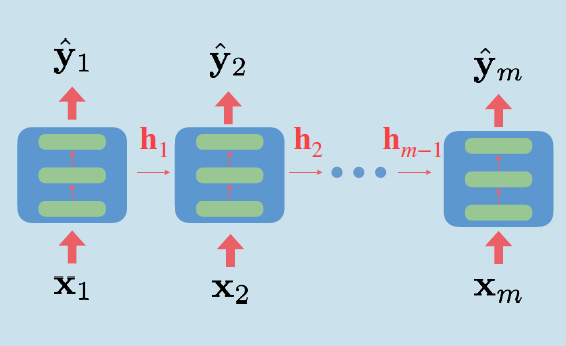 ŷ₁ ŷ₂ ŷₘ
h₁ h₂ hₘ₋₁
x₁ x₂ xₘ